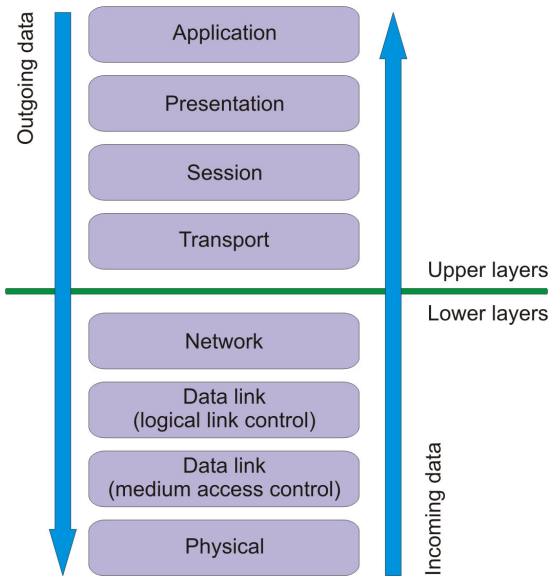 Outgoing data
Application
Presentation
Session
Transport
Upper layers
Lower layers
Network
Data link
(logical link control)
Data link
(medium access control)
Physical
Incoming data